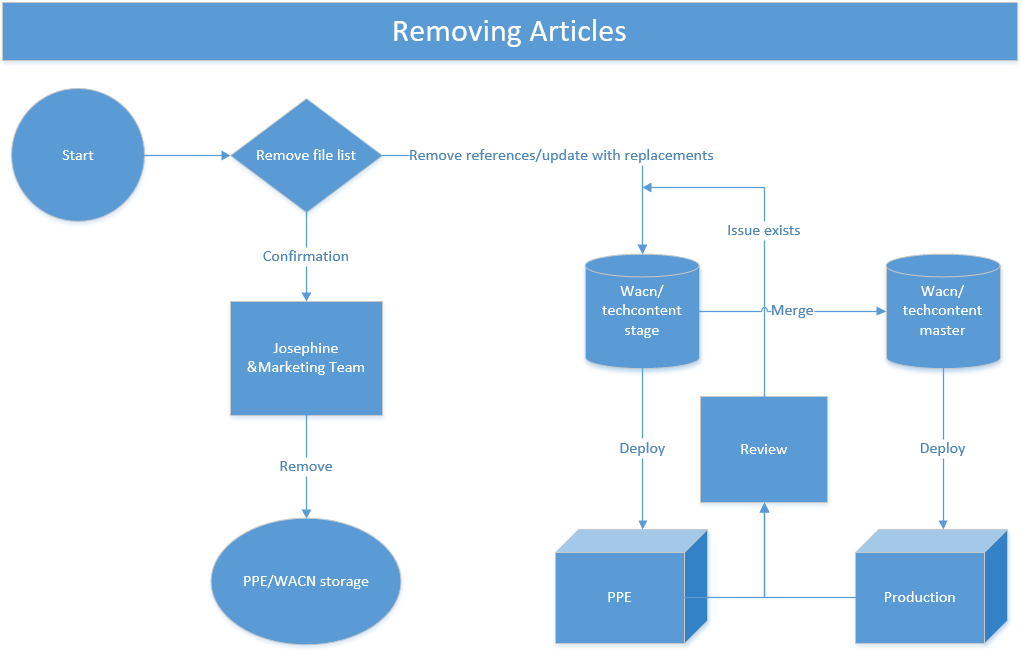 Removing Articles
Start
Remove file list
Remove references/update with replacements
Issue exists
Confirmation
Wacn/
techcontent
stage
Merge
Wacn/
techcontent
master
Josephine
&Marketing Team
Deploy
Review
Deploy
Remove
PPE/WACN storage
PPE
Production